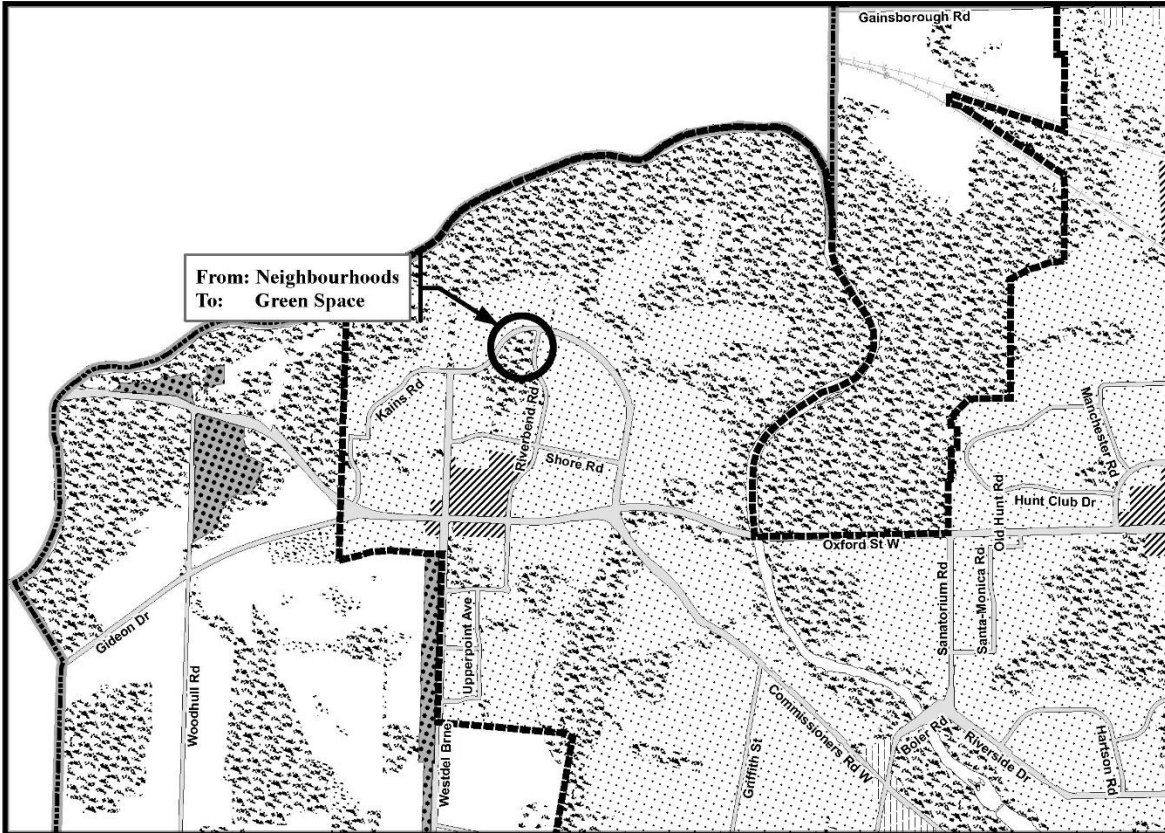 Gainsborough Rd
From: Neighbourhoods
To: Green Space
Kains Rd
Riverbend Rd
Shore Rd
Manchester Rd
Hunt Club Dr
Old Hunt Rd
Oxford St W
Gideon Dr
Woodhull Rd
Upperpoint Ave
Westdel Brne
Sanatorium Rd
Santa-Monica Rd
Commissioners Rd W
Griffith St
Boler Rd
Riverside Dr
Hanson Rd